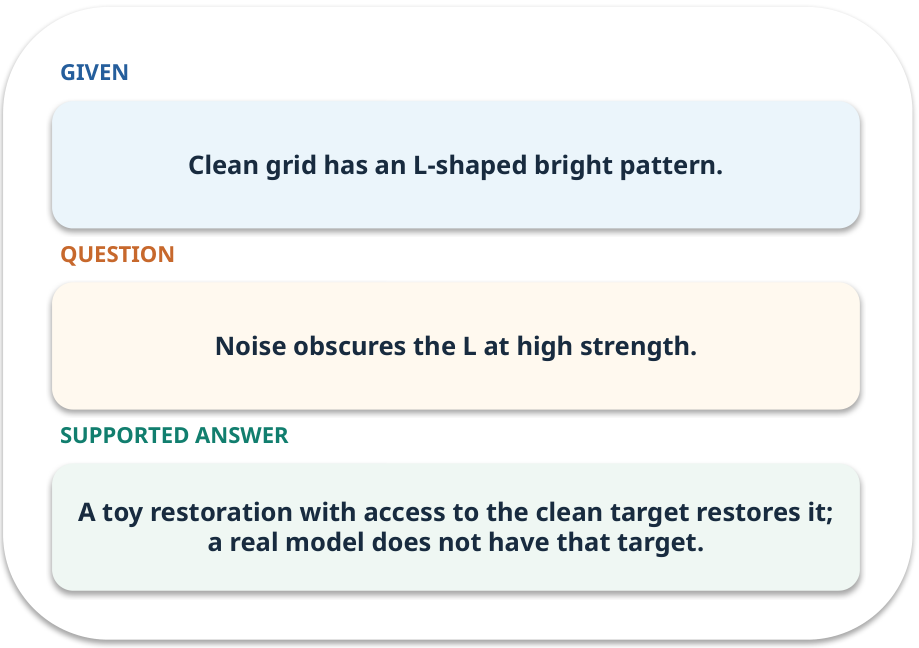 GIVEN
Clean grid has an L-shaped bright pattern.
QUESTION
Noise obscures the L at high strength.
SUPPORTED ANSWER
A toy restoration with access to the clean target restores it;
a real model does not have that target.